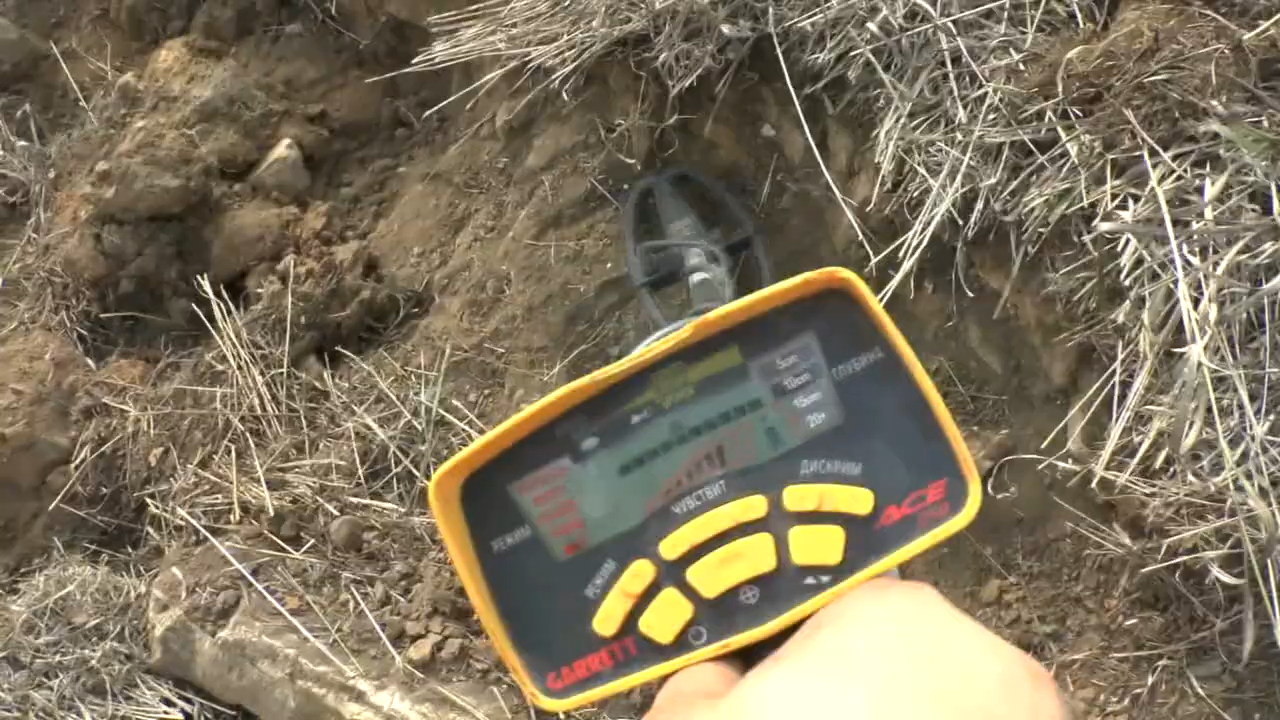 5cm
10cm
15cm
20+
ГЛУБИНА
РЕЖИМ
ЧУВСТВИТ
ДИСКРИМ
РЕЖИМ
ACE
GARRETT